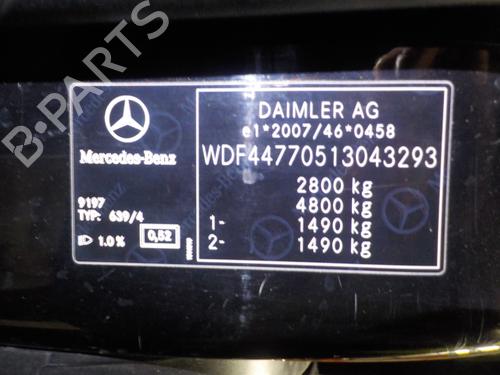 B-PARTS
Mercedes-Benz
9197
TYP: 639/4
1.0 %
0,52
DAIMLER AG
e1*2007/46*0458
WDF44770513043293
2800 kg
4800 kg
1- 1490 kg
2- 1490 kg